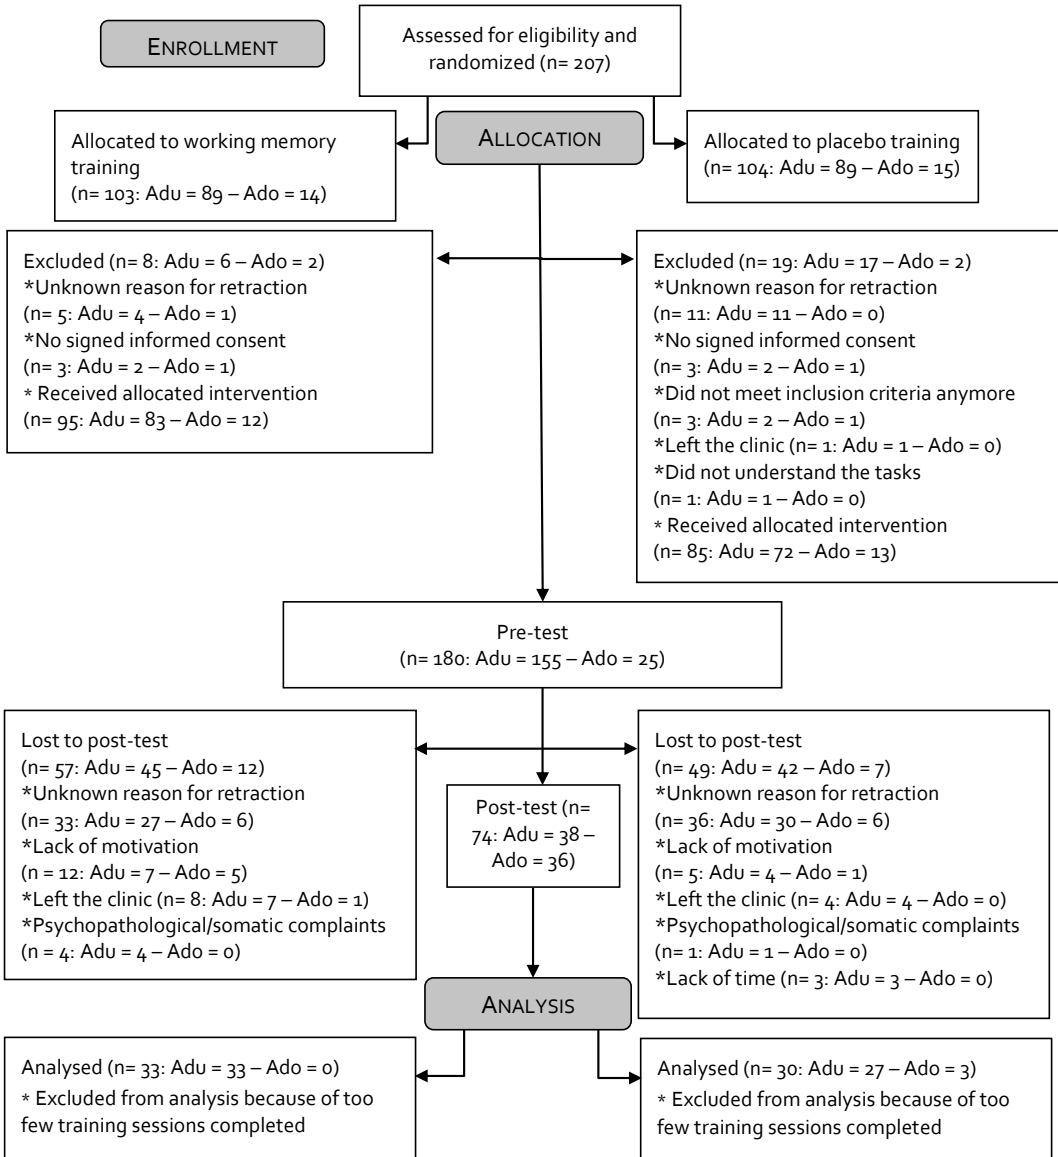 ENROLLMENT
Assessed for eligibility and
randomized (n= 207)
ALLOCATION
Allocated to working memory
training
(n= 103: Adu = 89 – Ado = 14)
Allocated to placebo training
(n= 104: Adu = 89 – Ado = 15)
Excluded (n= 8: Adu = 6 – Ado = 2)
*Unknown reason for retraction
(n= 5: Adu = 4 – Ado = 1)
*No signed informed consent
(n= 3: Adu = 2 – Ado = 1)
* Received allocated intervention
(n= 95: Adu = 83 – Ado = 12)
Excluded (n= 19: Adu = 17 – Ado = 2)
*Unknown reason for retraction
(n= 11: Adu = 11 – Ado = 0)
*No signed informed consent
(n= 3: Adu = 2 – Ado = 1)
*Did not meet inclusion criteria anymore
(n= 3: Adu = 2 – Ado = 1)
*Left the clinic (n= 1: Adu = 1 – Ado = 0)
*Did not understand the tasks
(n= 1: Adu = 1 – Ado = 0)
* Received allocated intervention
(n= 85: Adu = 72 – Ado = 13)
Pre-test
(n= 180: Adu = 155 – Ado = 25)
Lost to post-test
(n= 57: Adu = 45 – Ado = 12)
*Unknown reason for retraction
(n= 33: Adu = 27 – Ado = 6)
*Lack of motivation
(n = 12: Adu = 7 – Ado = 5)
*Left the clinic (n= 8: Adu = 7 – Ado = 1)
*Psychopathological/somatic complaints
(n = 4: Adu = 4 – Ado = 0)
Post-test (n=
74: Adu = 38 –
Ado = 36)
Lost to post-test
(n= 49: Adu = 42 – Ado = 7)
*Unknown reason for retraction
(n= 36: Adu = 30 – Ado = 6)
*Lack of motivation
(n= 5: Adu = 4 – Ado = 1)
*Left the clinic (n= 4: Adu = 4 – Ado = 0)
*Psychopathological/somatic complaints
(n= 1: Adu = 1 – Ado = 0)
*Lack of time (n= 3: Adu = 3 – Ado = 0)
ANALYSIS
Analysed (n= 33: Adu = 33 – Ado = 0)
* Excluded from analysis because of too
few training sessions completed
Analysed (n= 30: Adu = 27 – Ado = 3)
* Excluded from analysis because of too
few training sessions completed